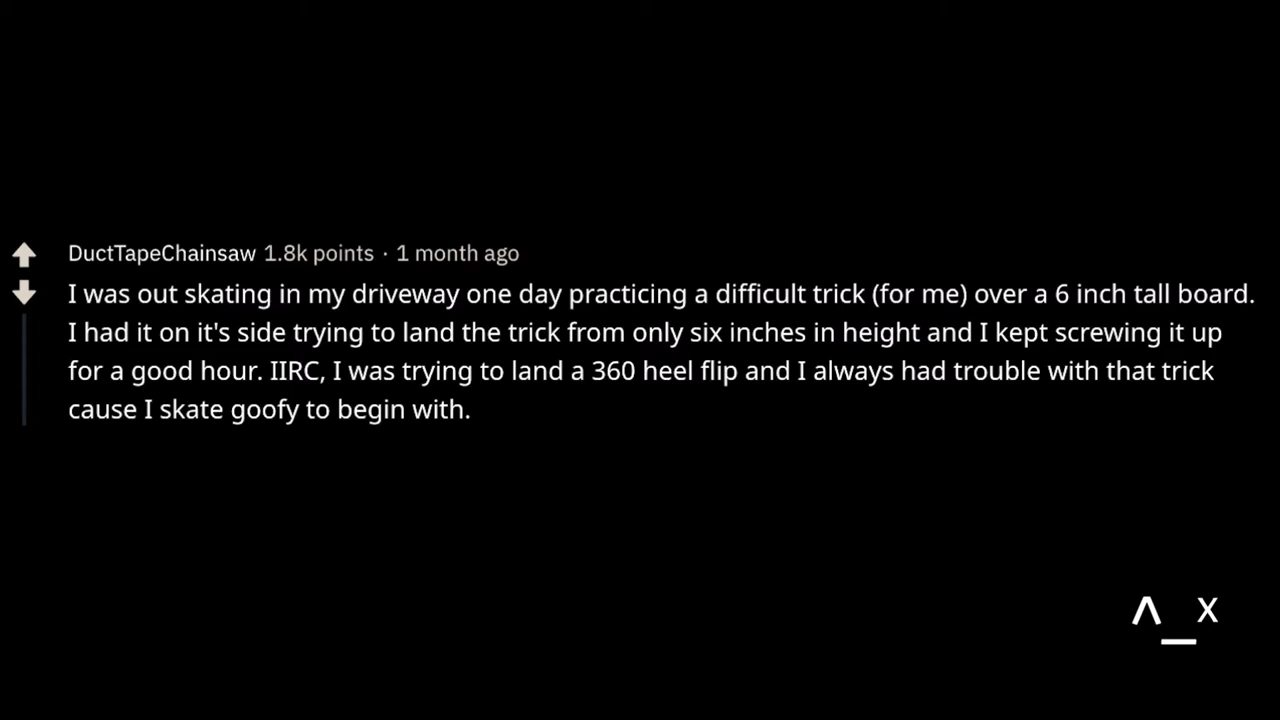 DuctTapeChainsaw 1.8k points · 1 month ago
I was out skating in my driveway one day practicing a difficult trick (for me) over a 6 inch tall board.
I had it on it's side trying to land the trick from only six inches in height and I kept screwing it up
for a good hour. IIRC, I was trying to land a 360 heel flip and I always had trouble with that trick
cause I skate goofy to begin with.
^_x